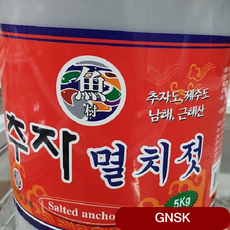 魚村
추자도, 제주도
남해, 근해산
추자 멸치젓
5Kg
Salted ancho
GNSK